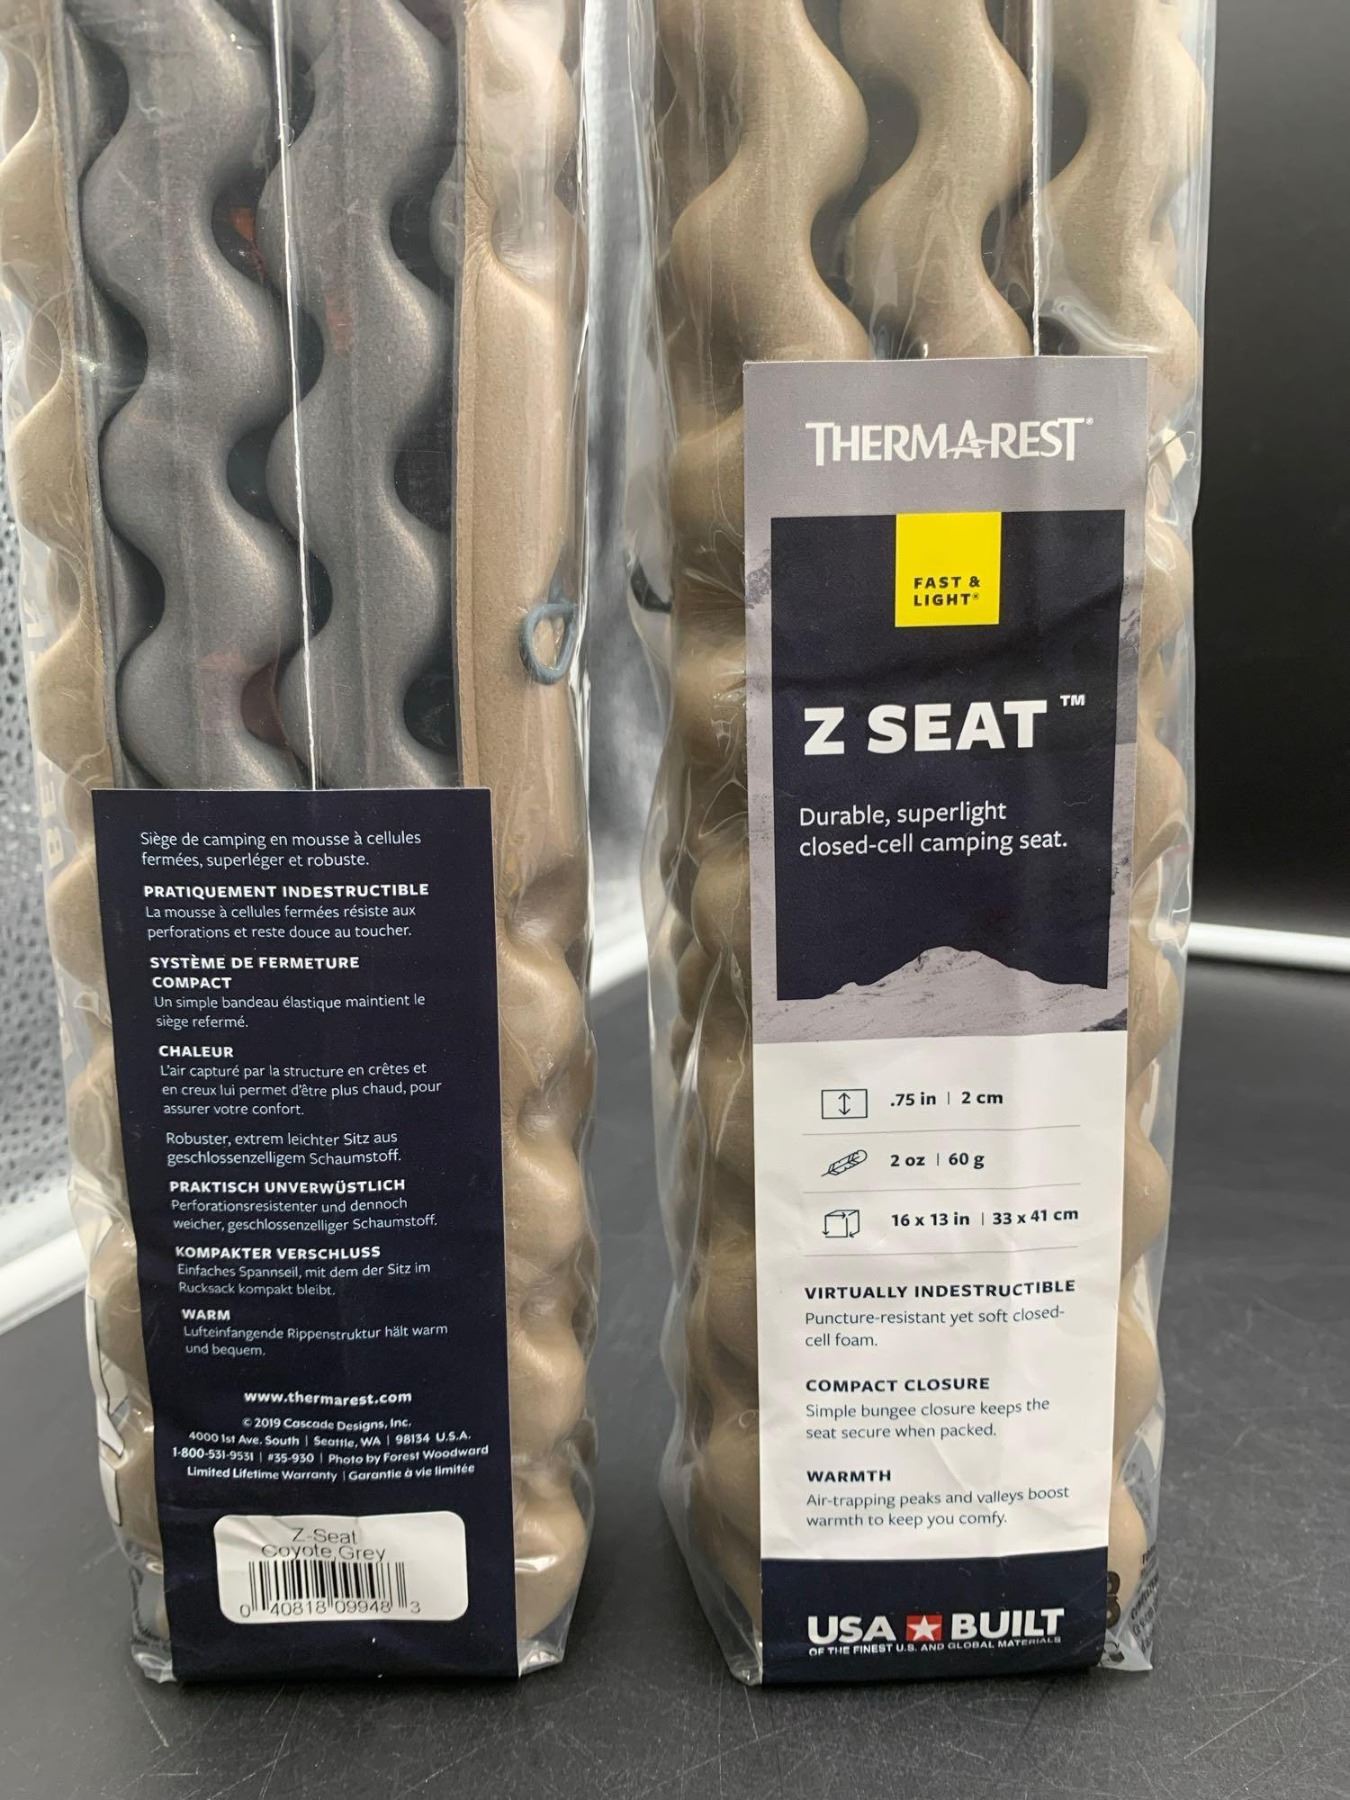 Siège de camping en mousse à cellules
fermées, superléger et robuste.
PRATIQUEMENT INDESTRUCTIBLE
La mousse à cellules fermées résiste aux
perforations et reste douce au toucher.
SYSTÈME DE FERMETURE
COMPACT
Un simple bandeau élastique maintient le
siège refermé.
CHALEUR
L'air capturé par la structure en crêtes et
en creux lui permet d'être plus chaud, pour
assurer votre confort.
Robuster, extrem leichter Sitz aus
geschlossenzelligem Schaumstoff.
PRAKTISCH UNVERWÜSTLICH
Perforationsresistenter und dennoch
weicher, geschlossenzelliger Schaumstoff.
KOMPAKTER VERSCHLUSS
Einfaches Spannseil, mit dem der Sitz im
Rucksack kompakt bleibt.
WARM
Lufteinfangende Rippenstruktur hält warm
und bequem.
www.thermarest.com
© 2019 Cascade Designs, Inc.
4000 1st Ave. South | Seattle, WA | 98134 U.S.A.
1-800-531-9531 | #35-930 | Photo by Forest Woodward
Limited Lifetime Warranty | Garantie à vie limitée
Z-Seat
Coyote,Grey
0 40818 09948 3
THERMAREST®
FAST &
LIGHT®
Z SEAT™
Durable, superlight
closed-cell camping seat.
.75 in | 2 cm
2 oz | 60 g
16 x 13 in | 33 x 41 cm
VIRTUALLY INDESTRUCTIBLE
Puncture-resistant yet soft closed-
cell foam.
COMPACT CLOSURE
Simple bungee closure keeps the
seat secure when packed.
WARMTH
Air-trapping peaks and valleys boost
warmth to keep you comfy.
USA BUILT
OF THE FINEST U.S. AND GLOBAL MATERIALS